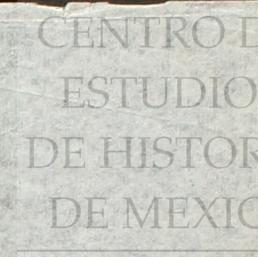 CENTRO D
ESTUDIO
DE HISTOR
DE MEXIC